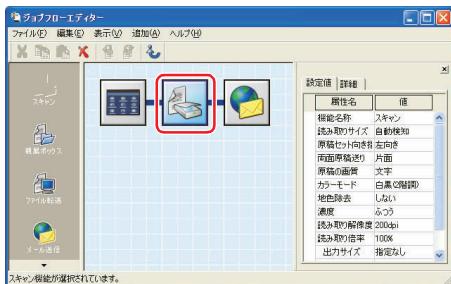 ジョブフローエディター
ファイル(F) 編集(E) 表示(V) 追加(A) ヘルプ(H)
スキャン
親展ボックス
ファイル転送
メール送信
設定値 詳細
属性名 値
機能名称 スキャン
読み取りサイズ 自動検知
原稿セット向き指 左向き
両面原稿送り 片面
原稿の画質 文字
カラーモード 白黒(2階調)
地色除去 しない
濃度 ふつう
読み取り解像度 200dpi
読み取り倍率 100%
出力サイズ 指定なし
スキャン機能が選択されています。